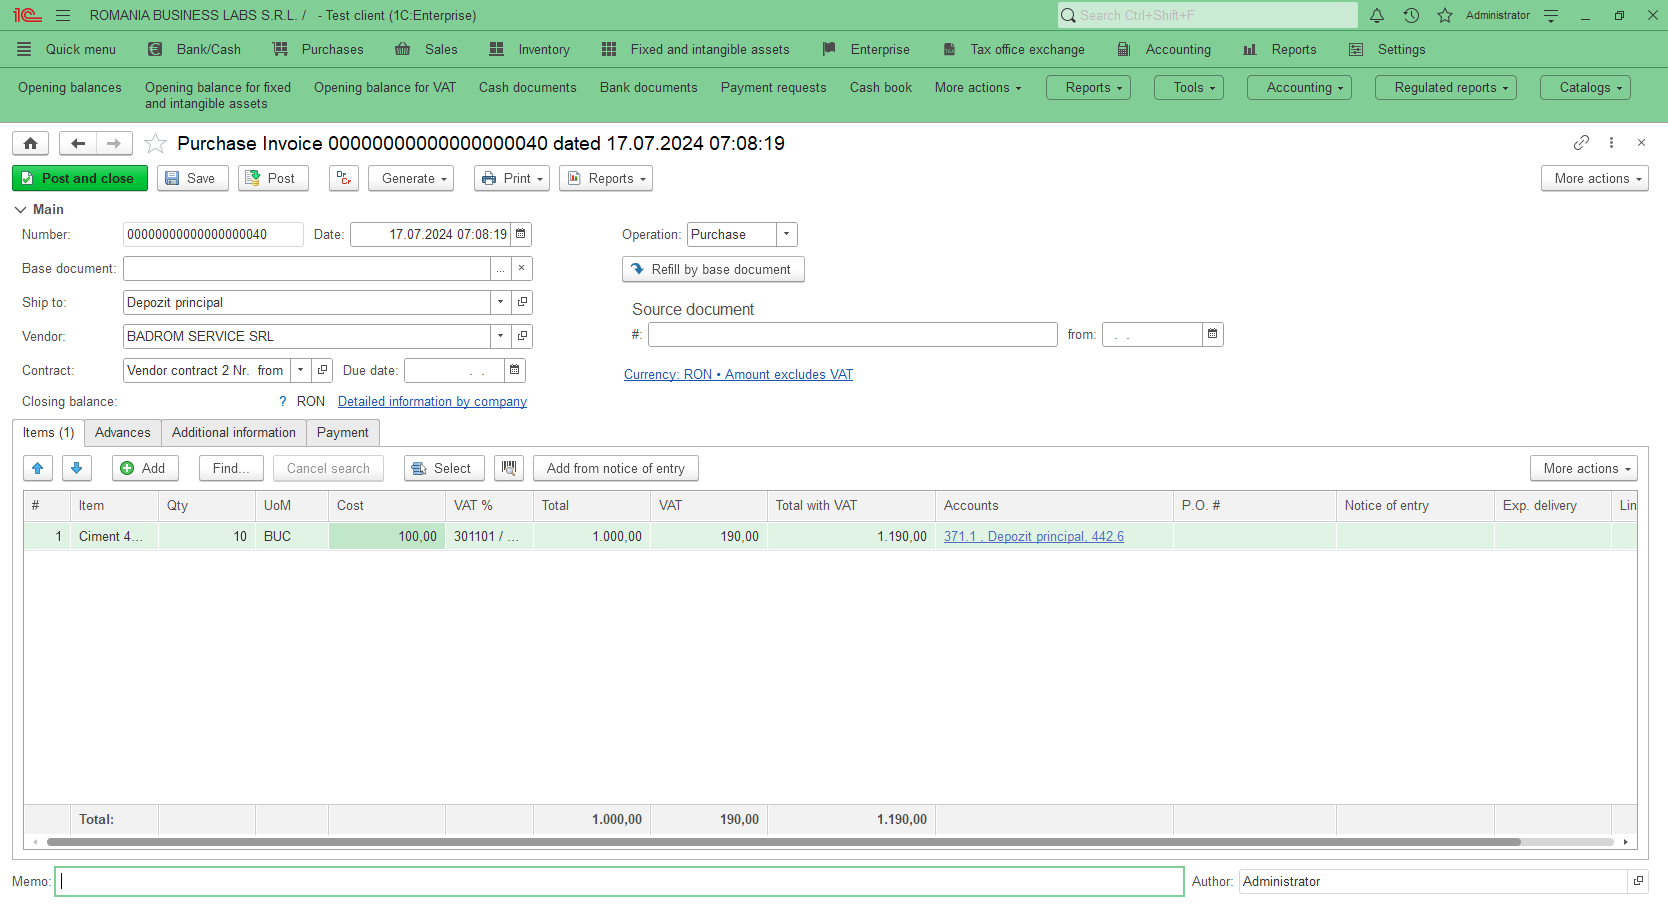 ROMANIA BUSINESS LABS S.R.L. / - Test client (1C:Enterprise)
Search Ctrl+Shift+F
Administrator
Quick menu Bank/Cash Purchases Sales Inventory Fixed and intangible assets Enterprise Tax office exchange Accounting Reports Settings
Opening balances Opening balance for fixed and intangible assets Opening balance for VAT Cash documents Bank documents Payment requests Cash book More actions Reports Tools Accounting Regulated reports Catalogs
Purchase Invoice 00000000000000000040 dated 17.07.2024 07:08:19
Post and close Save Post Dr Cr Generate Print Reports More actions
Main
Number: 00000000000000000040 Date: 17.07.2024 07:08:19 Operation: Purchase
Base document: ... × Refill by base document
Ship to: Depozit principal
Source document
Vendor: BADROM SERVICE SRL
#: from: . .
Contract: Vendor contract 2 Nr. from Due date: . .
Currency: RON • Amount excludes VAT
Closing balance: ? RON Detailed information by company
Items (1) Advances Additional information Payment
Add Find... Cancel search Select Add from notice of entry More actions
# Item Qty UoM Cost VAT % Total VAT Total with VAT Accounts P.O. # Notice of entry Exp. delivery Lin
1 Ciment 4... 10 BUC 100,00 301101 / ... 1.000,00 190,00 1.190,00 371.1 , Depozit principal, 442.6
Total: 1.000,00 190,00 1.190,00
Memo:
Author: Administrator